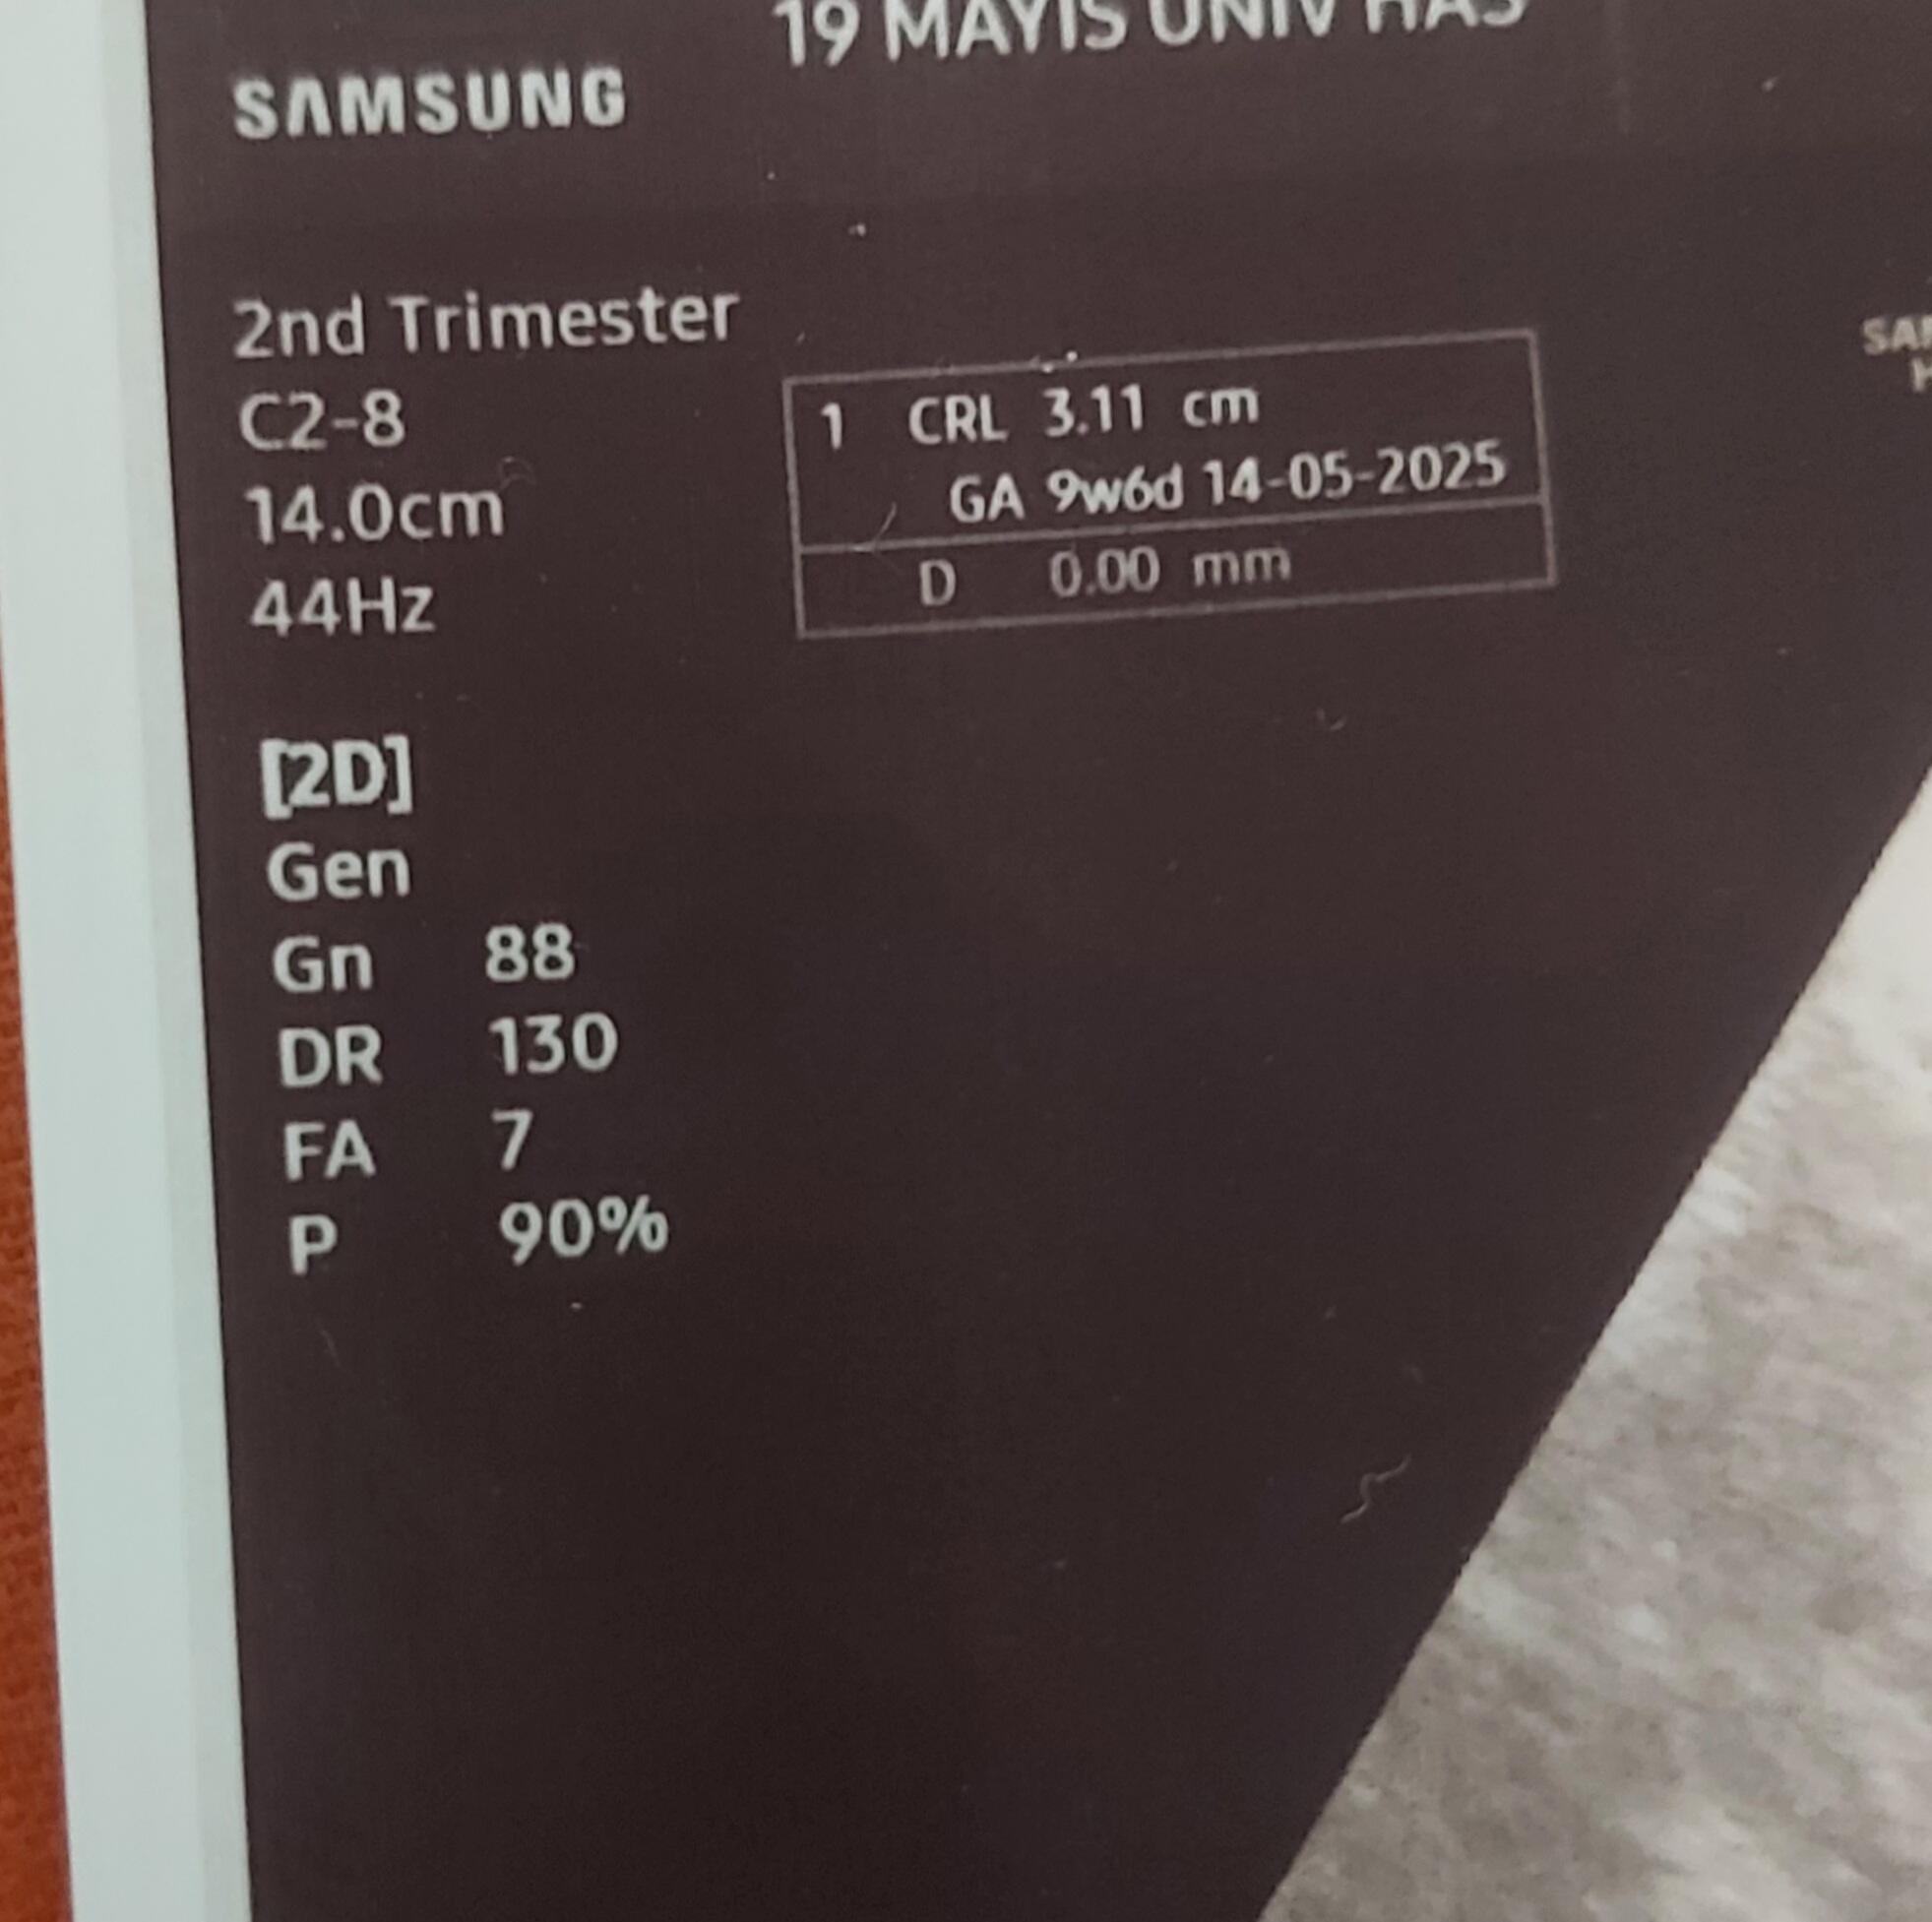 19 MAYIS UNIV HAS
SAMSUNG
2nd Trimester
C2-8
14.0cm
44Hz
1 CRL 3.11 cm
GA 9w6d 14-05-2025
D 0.00 mm
[2D]
Gen
Gn 88
DR 130
FA 7
P 90%